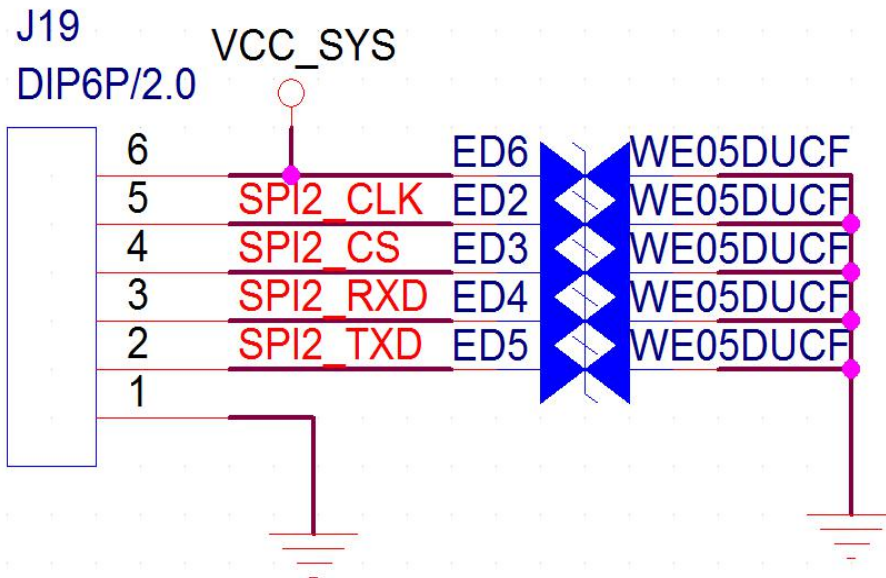 J19
DIP6P/2.0
VCC_SYS
6 ED6 WE05DUCF
5 SPI2_CLK ED2 WE05DUCF
4 SPI2_CS ED3 WE05DUCF
3 SPI2_RXD ED4 WE05DUCF
2 SPI2_TXD ED5 WE05DUCF
1